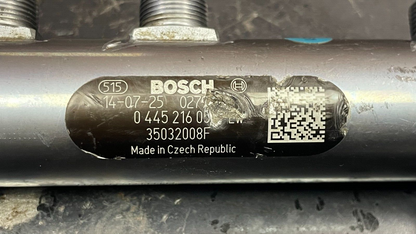 515 BOSCH
14-07-25
0 445 216
35032008F
Made in Czech Republic